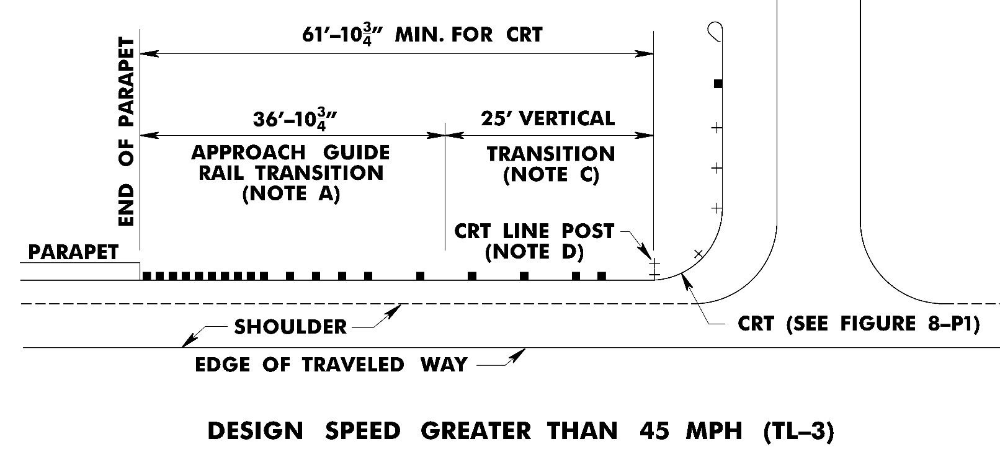 61'–10¾" MIN. FOR CRT
END OF PARAPET
36'–10¾"
APPROACH GUIDE
RAIL TRANSITION
(NOTE A)
25' VERTICAL
TRANSITION
(NOTE C)
CRT LINE POST
(NOTE D)
PARAPET
SHOULDER
CRT (SEE FIGURE 8–P1)
EDGE OF TRAVELED WAY
DESIGN SPEED GREATER THAN 45 MPH (TL–3)